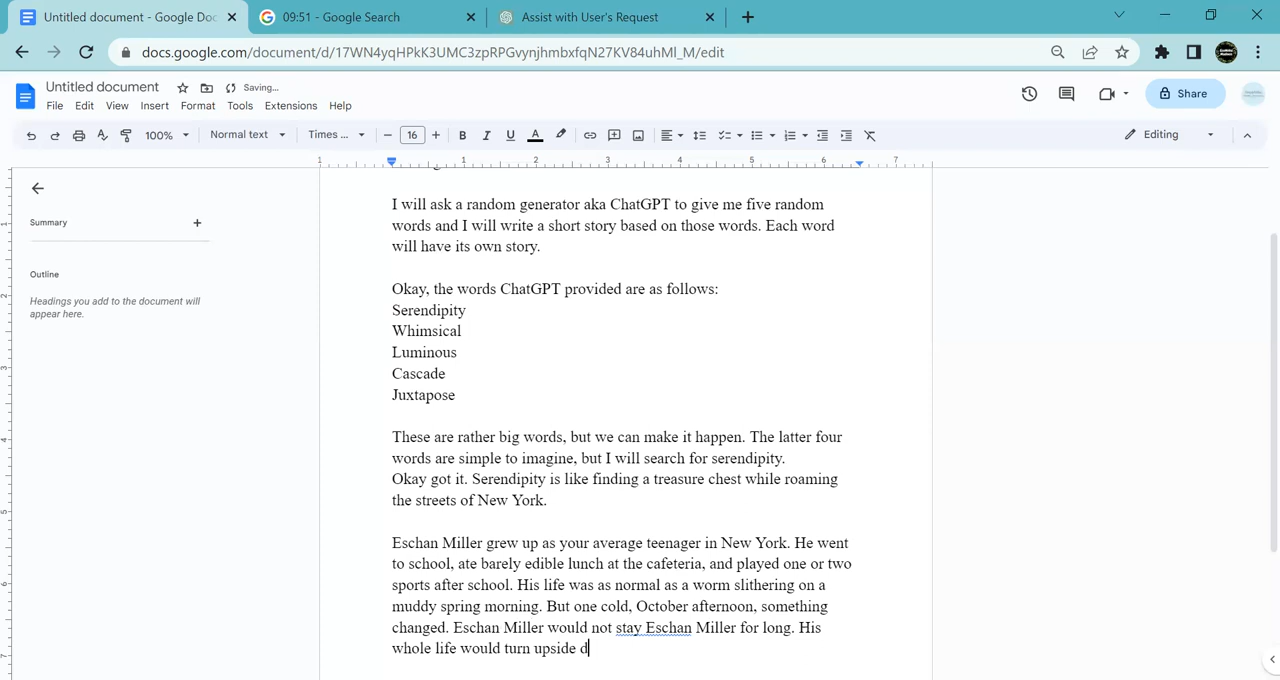 Untitled document - Google Doc
09:51 - Google Search
Assist with User's Request
docs.google.com/document/d/17WN4yqHPkK3UMC3zpRPGvynjhmbxfqN27KV84uhMl_M/edit
Untitled document
Saving...
File Edit View Insert Format Tools Extensions Help
Share
100% Normal text Times ... 16
Editing
1 1 2 3 4 5 6 7
Summary
Outline
Headings you add to the document will
appear here.
I will ask a random generator aka ChatGPT to give me five random
words and I will write a short story based on those words. Each word
will have its own story.
Okay, the words ChatGPT provided are as follows:
Serendipity
Whimsical
Luminous
Cascade
Juxtapose
These are rather big words, but we can make it happen. The latter four
words are simple to imagine, but I will search for serendipity.
Okay got it. Serendipity is like finding a treasure chest while roaming
the streets of New York.
Eschan Miller grew up as your average teenager in New York. He went
to school, ate barely edible lunch at the cafeteria, and played one or two
sports after school. His life was as normal as a worm slithering on a
muddy spring morning. But one cold, October afternoon, something
changed. Eschan Miller would not stay Eschan Miller for long. His
whole life would turn upside d